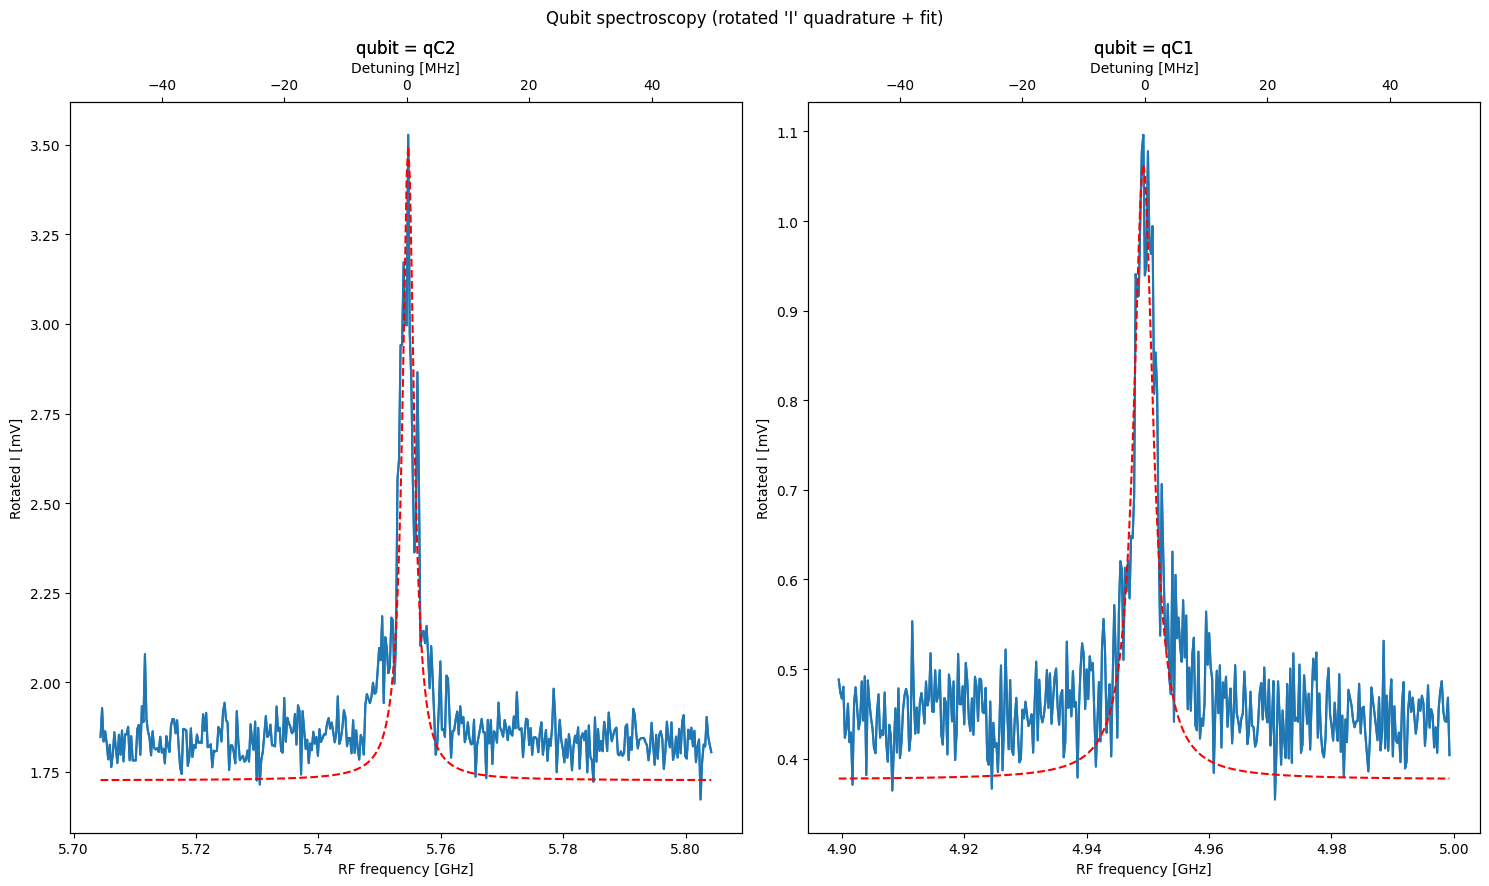 Qubit spectroscopy (rotated 'I' quadrature + fit)
qubit = qC2
Detuning [MHz]
−40 −20 0 20 40
3.50
3.25
3.00
2.75
2.50
2.25
2.00
1.75
Rotated I [mV]
5.70 5.72 5.74 5.76 5.78 5.80
RF frequency [GHz]
qubit = qC1
Detuning [MHz]
−40 −20 0 20 40
1.1
1.0
0.9
0.8
0.7
0.6
0.5
0.4
Rotated I [mV]
4.90 4.92 4.94 4.96 4.98 5.00
RF frequency [GHz]